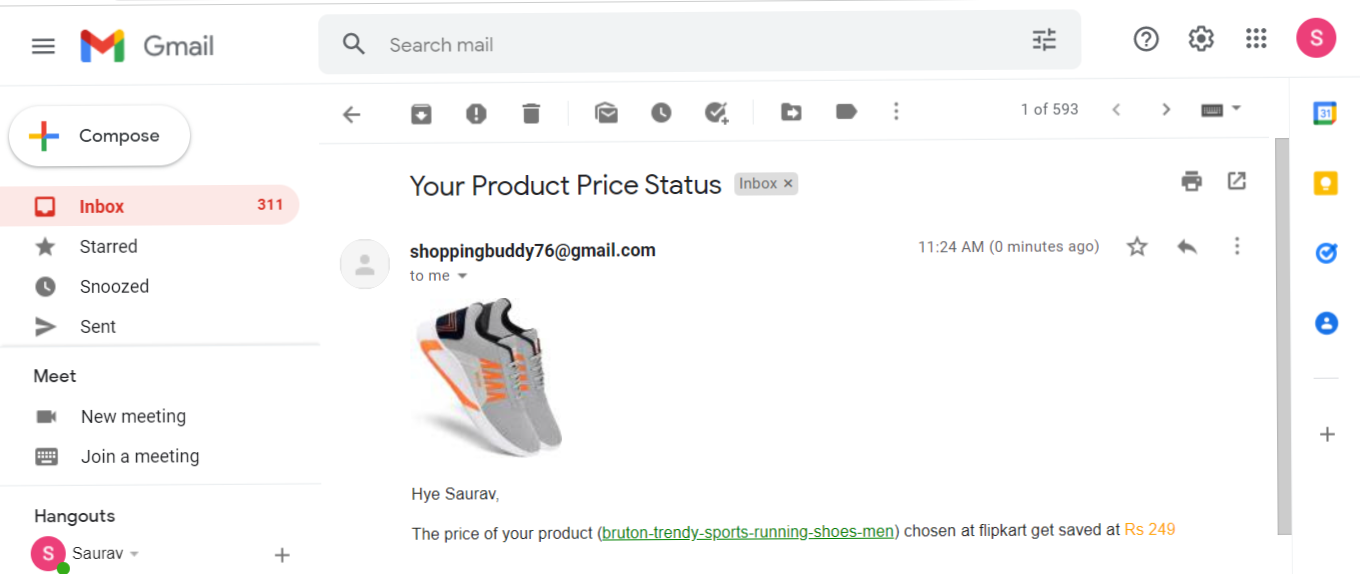 Gmail
Search mail
S
Compose
1 of 593
31
Your Product Price Status Inbox ×
Inbox 311
Starred
Snoozed
Sent
shoppingbuddy76@gmail.com
11:24 AM (0 minutes ago)
to me
Meet
New meeting
Join a meeting
Hangouts
S Saurav
Hye Saurav,
The price of your product (bruton-trendy-sports-running-shoes-men) chosen at flipkart get saved at Rs 249